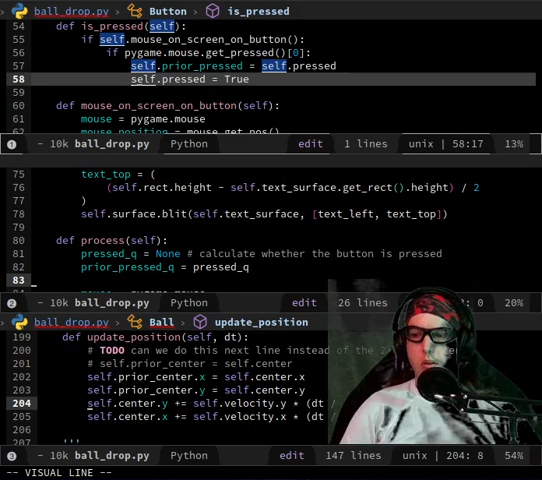 ball_drop.py › Button › is_pressed
54 def is_pressed(self):
55 if self.mouse_on_screen_on_button():
56 if pygame.mouse.get_pressed()[0]:
57 self.prior_pressed = self.pressed
58 self.pressed = True
59
60 def mouse_on_screen_on_button(self):
61 mouse = pygame.mouse
62 mouse_position = mouse.get_pos()
❶ - 10k ball_drop.py Python edit 1 lines unix | 58:17 13%
75 text_top = (
76 (self.rect.height - self.text_surface.get_rect().height) / 2
77 )
78 self.surface.blit(self.text_surface, [text_left, text_top])
79
80 def process(self):
81 pressed_q = None # calculate whether the button is pressed
82 prior_pressed_q = pressed_q
83
❷ - 10k ball_drop.py Python edit 26 lines : 0 20%
ball_drop.py › Ball › update_position
199 def update_position(self, dt):
200 # TODO can we do this next line instead of the
201 # self.prior_center = self.center
202 self.prior_center.x = self.center.x
203 self.prior_center.y = self.center.y
204 self.center.y += self.velocity.y * (dt /
205 self.center.x += self.velocity.x * (dt
206
207 '''
❸ - 10k ball_drop.py Python edit 147 lines unix | 204: 8 54%
-- VISUAL LINE --